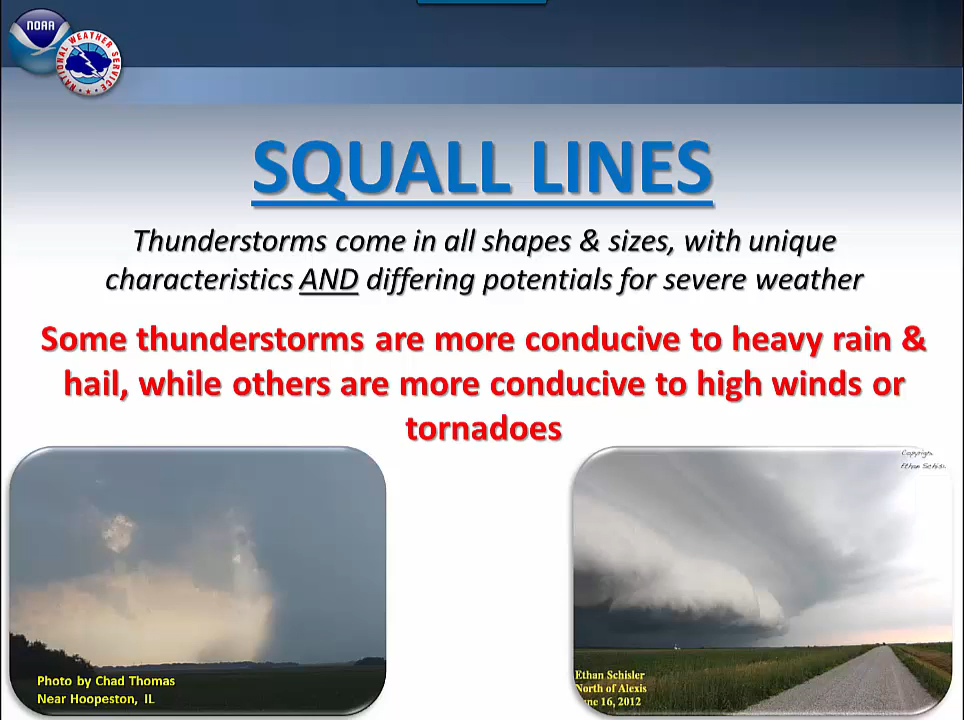 NOAA
NATIONAL WEATHER SERVICE
SQUALL LINES
Thunderstorms come in all shapes & sizes, with unique
characteristics AND differing potentials for severe weather
Some thunderstorms are more conducive to heavy rain &
hail, while others are more conducive to high winds or
tornadoes
Photo by Chad Thomas
Near Hoopeston, IL
Ethan Schisler
North of Alexis
16, 2012